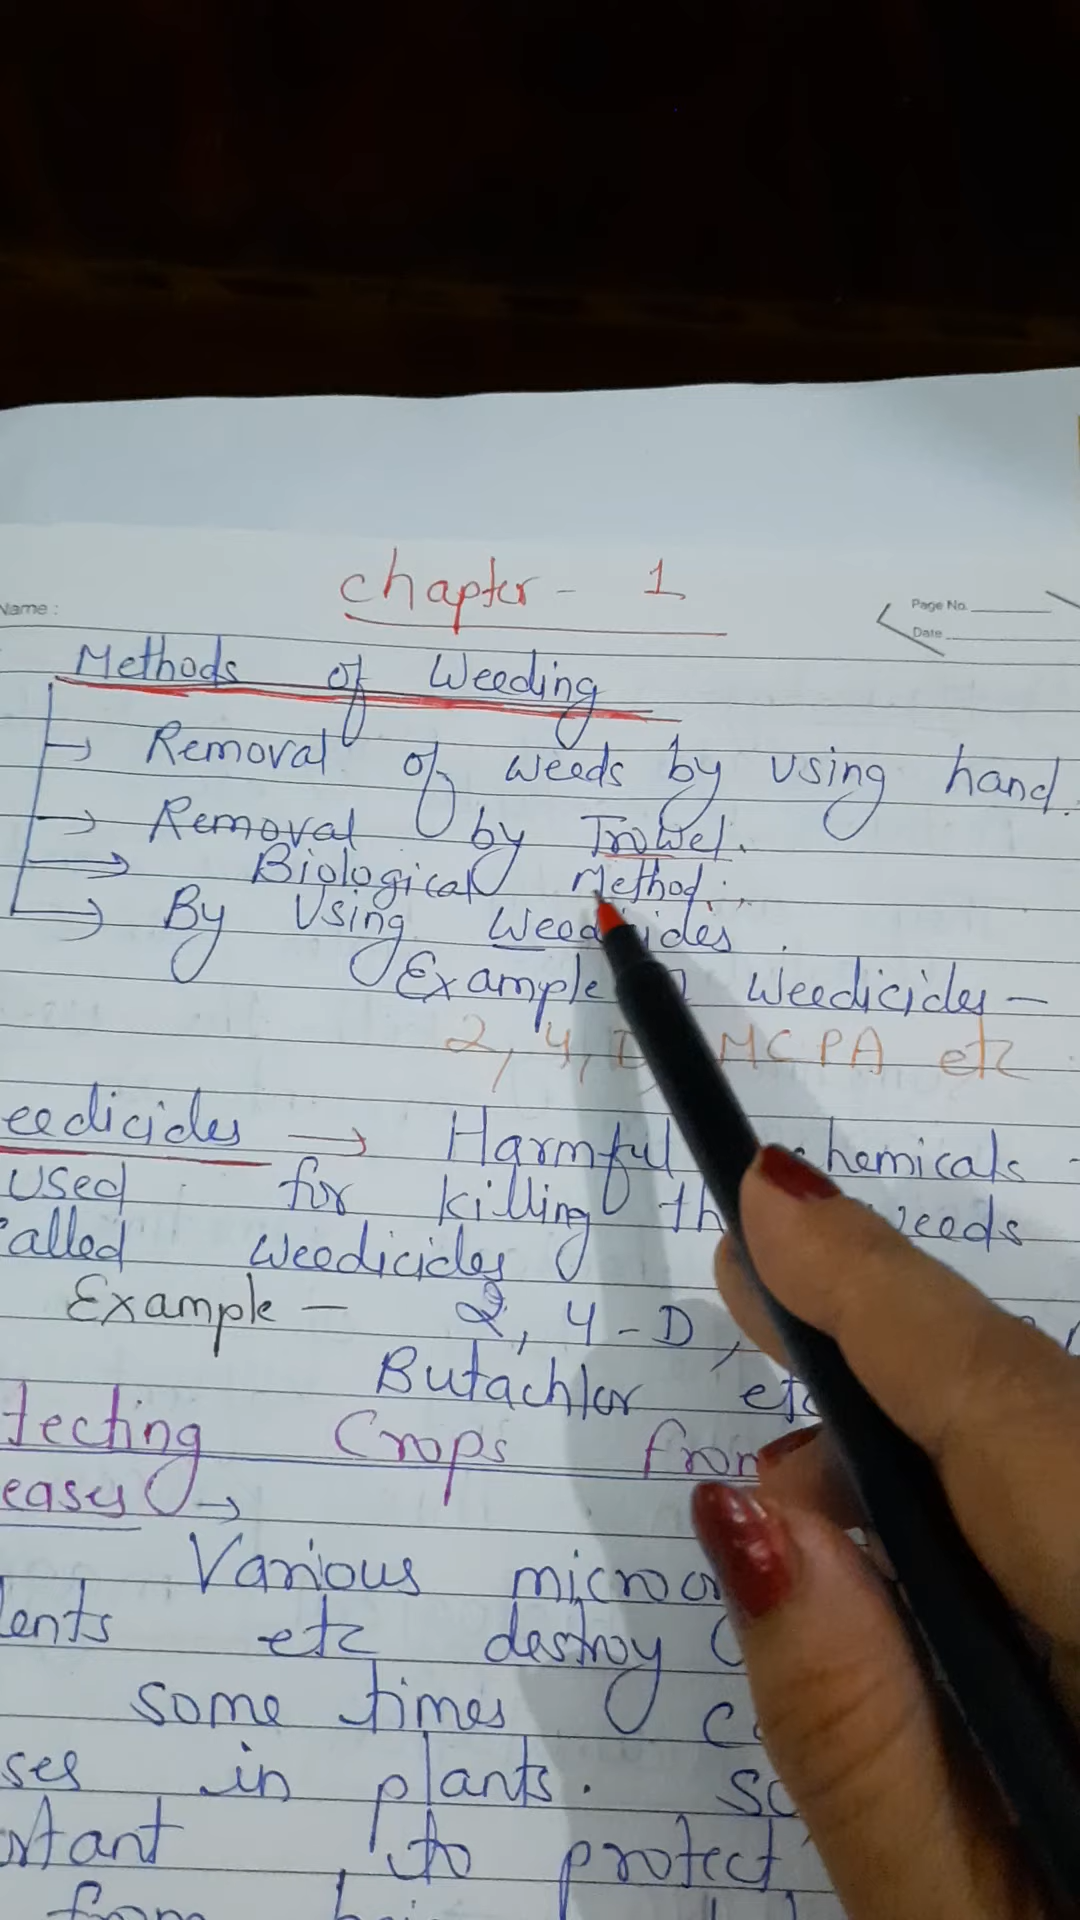 chapter - 1
Name :
Page No.
Date
Methods of Weeding
→ Removal of weeds by using hand.
→ Removal by Trowel.
→ Biological Method :
→ By Using Weedicides.
Example Weedicides -
2, 4, D, MCPA etc
eedicides → Harmful chemicals
used for killing weeds
alled weedicides
Example - 2, 4 - D,
Butachlor etc
tecting Crops from
eases →
Various microo
ents etc destroy
some times c
ses in plants. So
rtant to protect
from